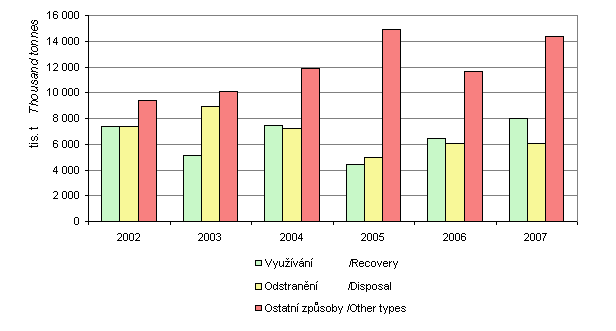 16 000
14 000
12 000
10 000
8 000
6 000
4 000
2 000
0
tis. t Thousand tonnes
2002 2003 2004 2005 2006 2007
Využívání /Recovery
Odstranění /Disposal
Ostatní způsoby /Other types